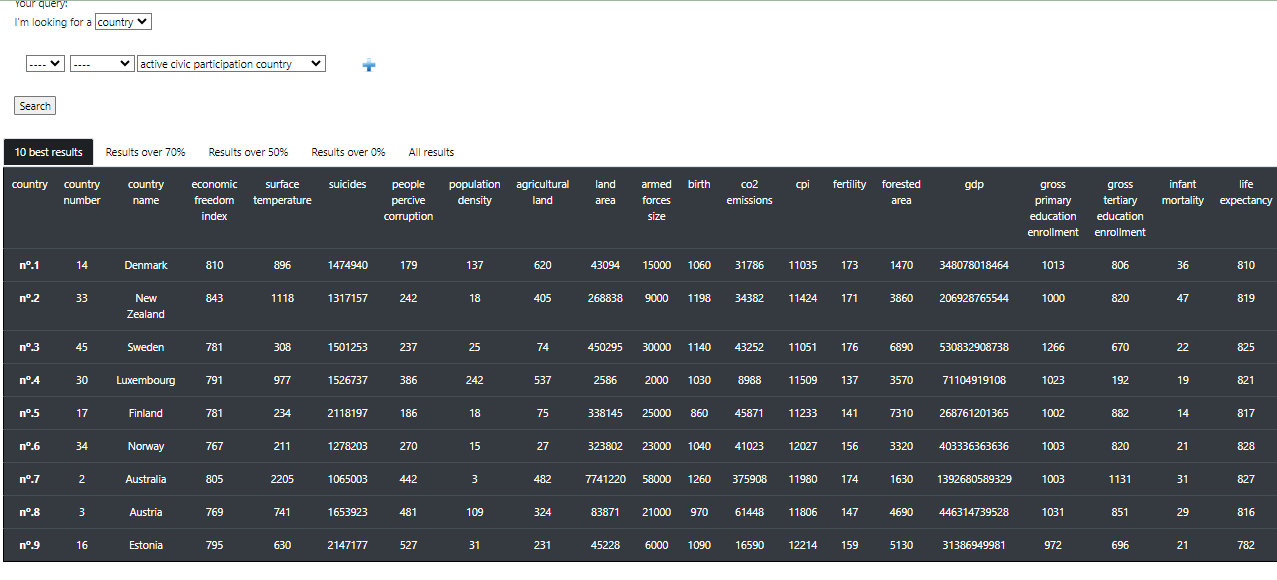 Your query:
I'm looking for a country
---- ---- active civic participation country
Search
10 best results Results over 70% Results over 50% Results over 0% All results
country country number country name economic freedom index surface temperature suicides people percive corruption population density agricultural land land area armed forces size birth co2 emissions cpi fertility forested area gdp gross primary education enrollment gross tertiary education enrollment infant mortality life expectancy
nº.1 14 Denmark 810 896 1474940 179 137 620 43094 15000 1060 31786 11035 173 1470 348078018464 1013 806 36 810
nº.2 33 New Zealand 843 1118 1317157 242 18 405 268838 9000 1198 34382 11424 171 3860 206928765544 1000 820 47 819
nº.3 45 Sweden 781 308 1501253 237 25 74 450295 30000 1140 43252 11051 176 6890 530832908738 1266 670 22 825
nº.4 30 Luxembourg 791 977 1526737 386 242 537 2586 2000 1030 8988 11509 137 3570 71104919108 1023 192 19 821
nº.5 17 Finland 781 234 2118197 186 18 75 338145 25000 860 45871 11233 141 7310 268761201365 1002 882 14 817
nº.6 34 Norway 767 211 1278203 270 15 27 323802 23000 1040 41023 12027 156 3320 403336363636 1003 820 21 828
nº.7 2 Australia 805 2205 1065003 442 3 482 7741220 58000 1260 375908 11980 174 1630 1392680589329 1003 1131 31 827
nº.8 3 Austria 769 741 1653923 481 109 324 83871 21000 970 61448 11806 147 4690 446314739528 1031 851 29 816
nº.9 16 Estonia 795 630 2147177 527 31 231 45228 6000 1090 16590 12214 159 5130 31386949981 972 696 21 782